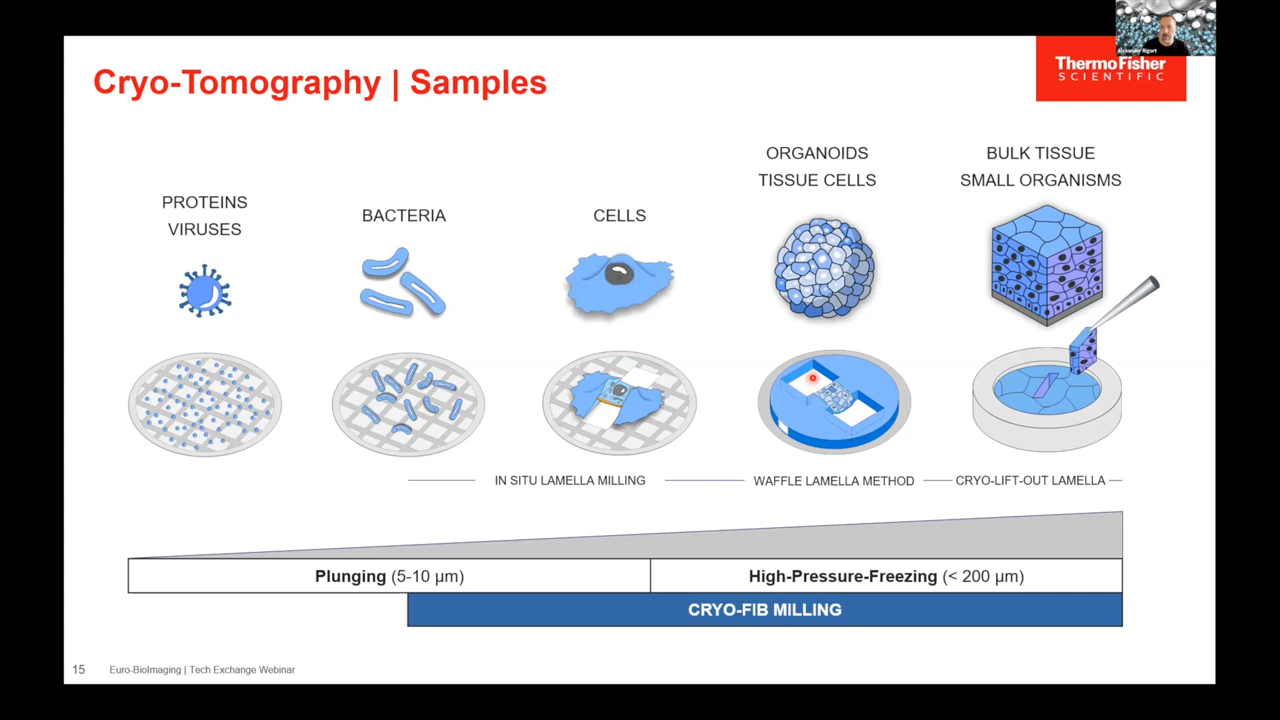 Alexander Rigort
ThermoFisher
SCIENTIFIC
Cryo-Tomography | Samples
PROTEINS
VIRUSES
BACTERIA
CELLS
ORGANOIDS
TISSUE CELLS
BULK TISSUE
SMALL ORGANISMS
IN SITU LAMELLA MILLING
WAFFLE LAMELLA METHOD
CRYO-LIFT-OUT LAMELLA
Plunging (5-10 µm)
High-Pressure-Freezing (< 200 µm)
CRYO-FIB MILLING
15
Euro-BioImaging | Tech Exchange Webinar